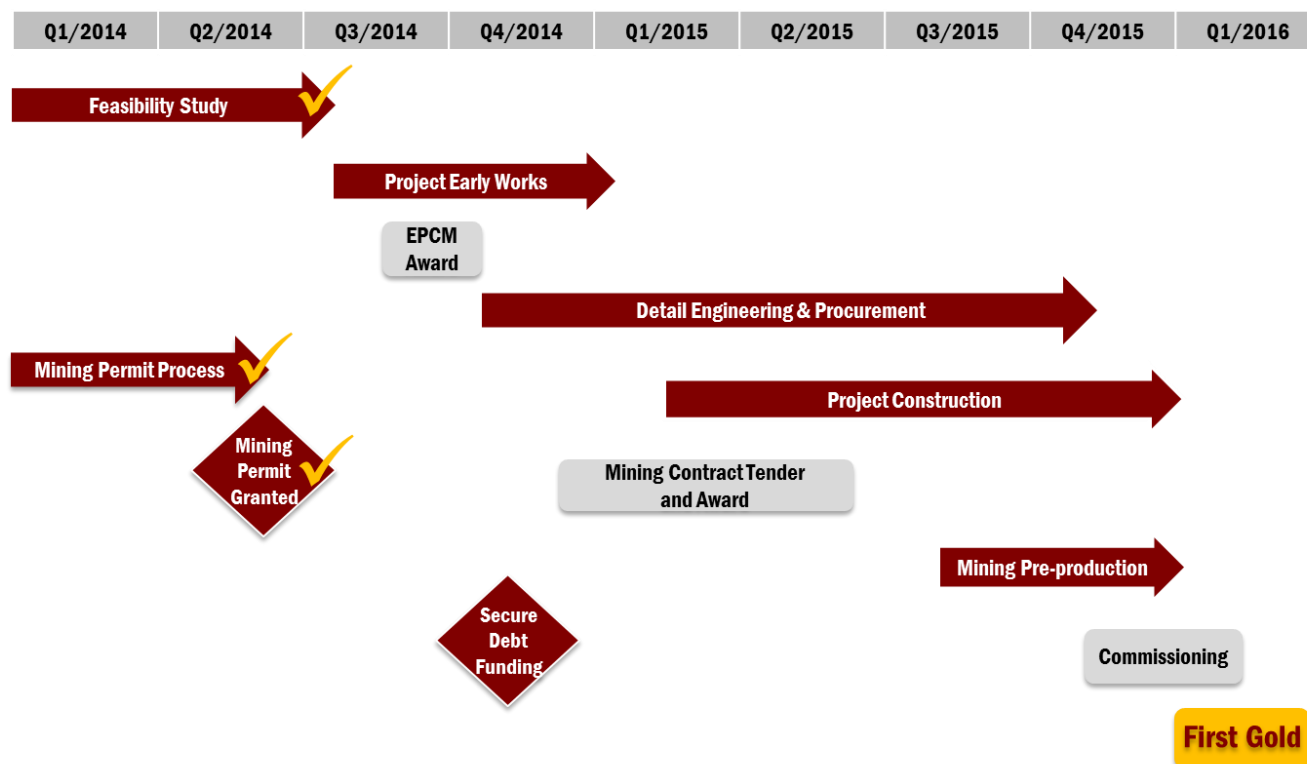 Q1/2014 Q2/2014 Q3/2014 Q4/2014 Q1/2015 Q2/2015 Q3/2015 Q4/2015 Q1/2016
Feasibility Study
Project Early Works
EPCM
Award
Detail Engineering & Procurement
Mining Permit Process
Project Construction
Mining
Permit
Granted
Mining Contract Tender
and Award
Mining Pre-production
Secure
Debt
Funding
Commissioning
First Gold